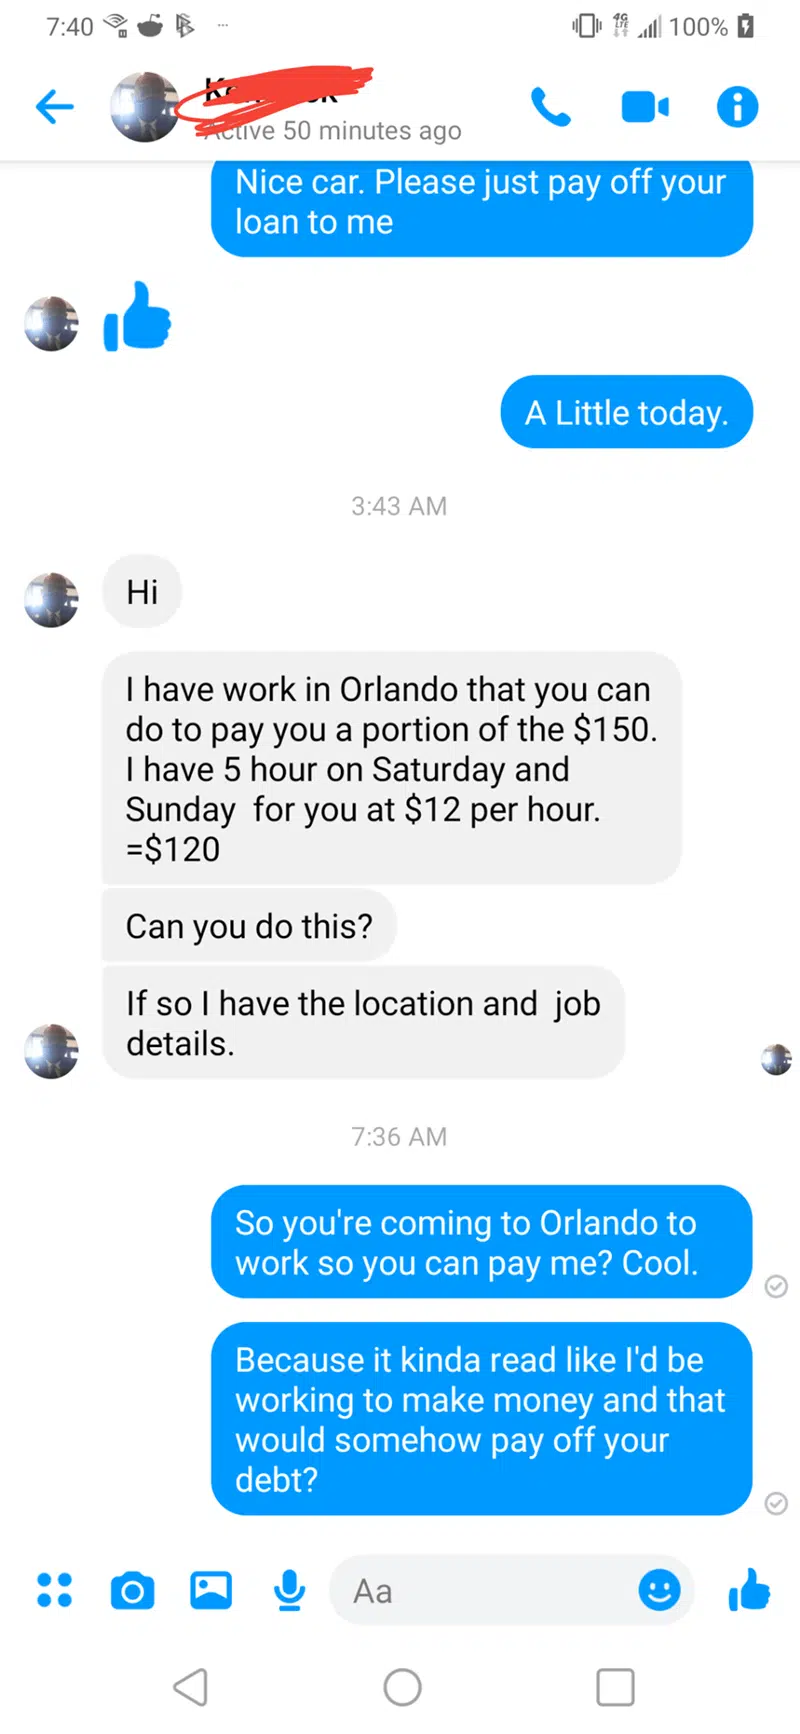 7:40
4G
LTE
100%
Active 50 minutes ago
Nice car. Please just pay off your
loan to me
A Little today.
3:43 AM
Hi
I have work in Orlando that you can
do to pay you a portion of the $150.
I have 5 hour on Saturday and
Sunday  for you at $12 per hour.
=$120
Can you do this?
If so I have the location and  job
details.
7:36 AM
So you're coming to Orlando to
work so you can pay me? Cool.
Because it kinda read like I'd be
working to make money and that
would somehow pay off your
debt?
Aa